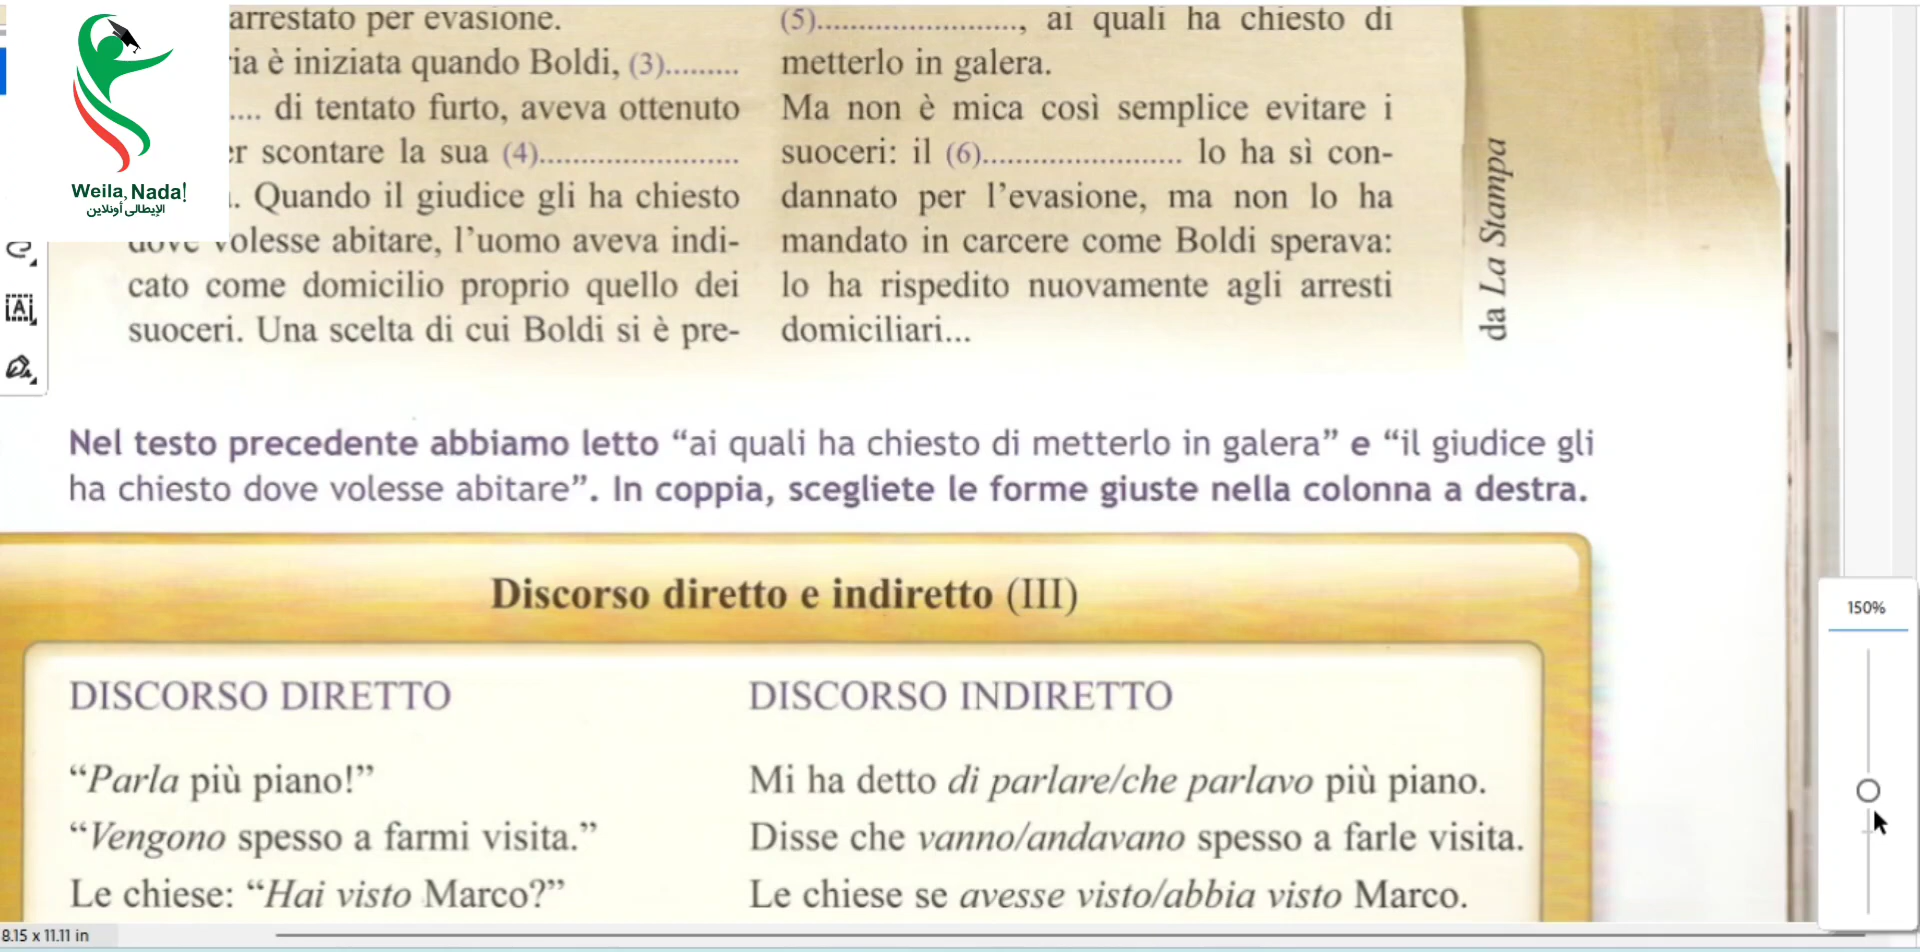 Weila, Nada!
الإيطالى أونلاين
arrestato per evasione.
ria è iniziata quando Boldi, (3).........
.... di tentato furto, aveva ottenuto
er scontare la sua (4)......................
. Quando il giudice gli ha chiesto
dove volesse abitare, l’uomo aveva indi-
cato come domicilio proprio quello dei
suoceri. Una scelta di cui Boldi si è pre-
(5)......................, ai quali ha chiesto di
metterlo in galera.
Ma non è mica così semplice evitare i
suoceri: il (6)...................... lo ha sì con-
dannato per l’evasione, ma non lo ha
mandato in carcere come Boldi sperava:
lo ha rispedito nuovamente agli arresti
domiciliari...
da La Stampa
Nel testo precedente abbiamo letto “ai quali ha chiesto di metterlo in galera” e “il giudice gli
ha chiesto dove volesse abitare”. In coppia, scegliete le forme giuste nella colonna a destra.
Discorso diretto e indiretto (III)
DISCORSO DIRETTO
DISCORSO INDIRETTO
“Parla più piano!”
Mi ha detto di parlare/che parlavo più piano.
“Vengono spesso a farmi visita.”
Disse che vanno/andavano spesso a farle visita.
Le chiese: “Hai visto Marco?”
Le chiese se avesse visto/abbia visto Marco.
150%
8.15 x 11.11 in